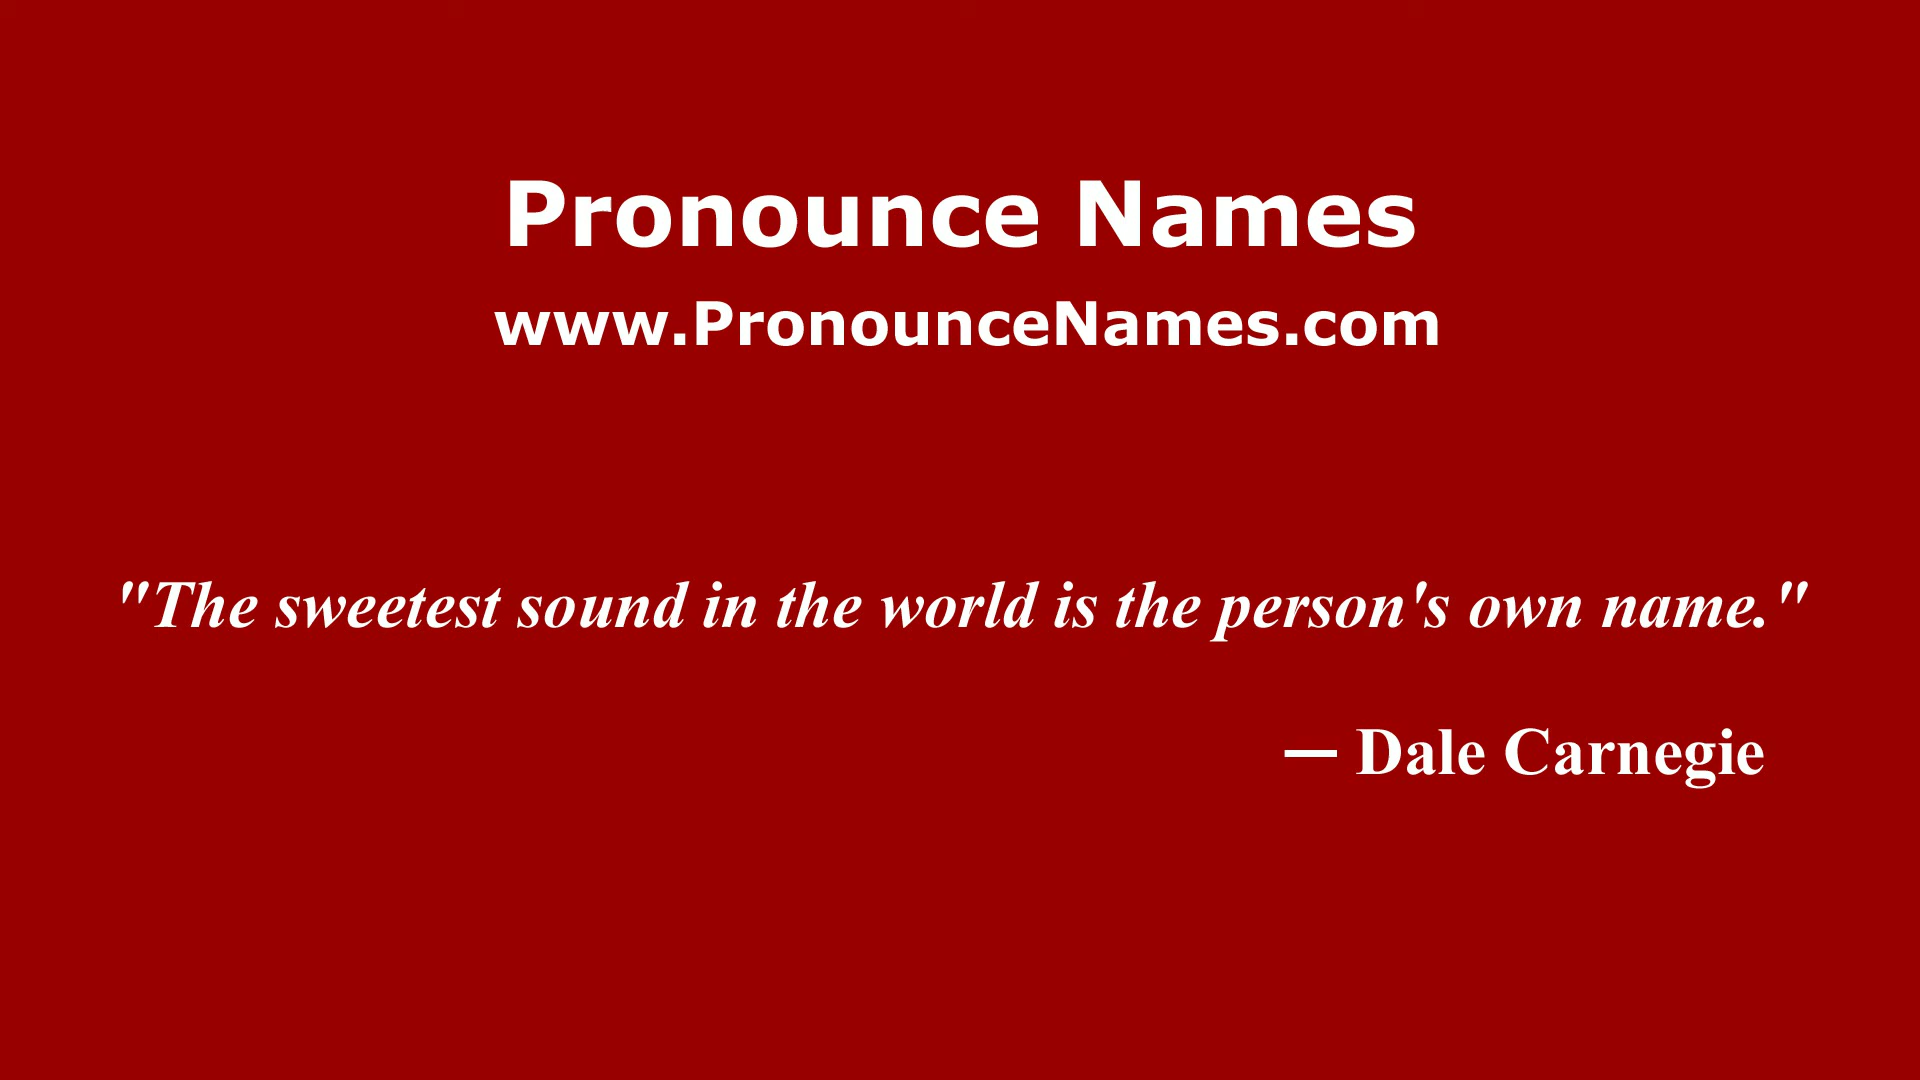 Pronounce Names
www.PronounceNames.com
"The sweetest sound in the world is the person's own name."
— Dale Carnegie